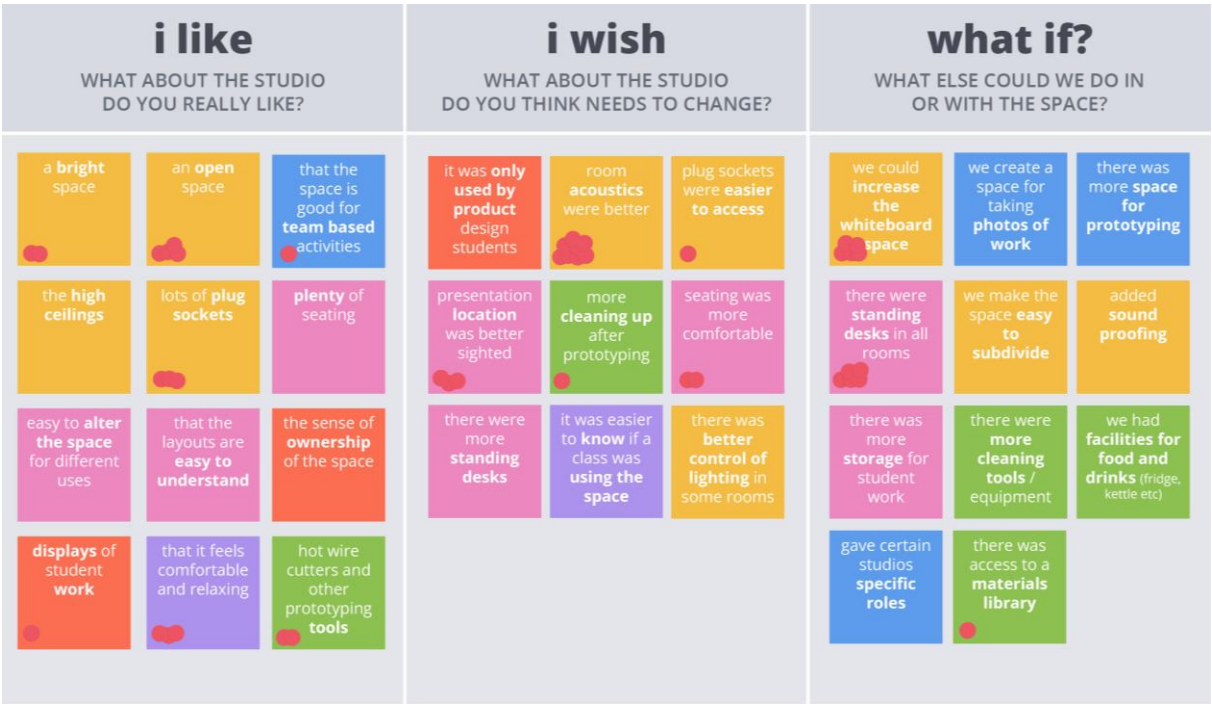 i like
WHAT ABOUT THE STUDIO
DO YOU REALLY LIKE?
a bright
space
an open
space
that the
space is
good for
team based
activities
the high
ceilings
lots of plug
sockets
plenty of
seating
easy to alter
the space
for different
uses
that the
layouts are
easy to
understand
the sense of
ownership
of the space
displays of
student
work
that it feels
comfortable
and relaxing
hot wire
cutters and
other
prototyping
tools
i wish
WHAT ABOUT THE STUDIO
DO YOU THINK NEEDS TO CHANGE?
it was only
used by
product
design
students
room
acoustics
were better
plug sockets
were easier
to access
presentation
location
was better
sighted
more
cleaning up
after
prototyping
seating was
more
comfortable
there were
more
standing
desks
it was easier
to know if a
class was
using the
space
there was
better
control of
lighting in
some rooms
what if?
WHAT ELSE COULD WE DO IN
OR WITH THE SPACE?
we could
increase
the
whiteboard
space
we create a
space for
taking
photos of
work
there was
more space
for
prototyping
there were
standing
desks in all
rooms
we make the
space easy
to
subdivide
added
sound
proofing
there was
more
storage for
student
work
there were
more
cleaning
tools /
equipment
we had
facilities for
food and
drinks (fridge,
kettle etc)
gave certain
studios
specific
roles
there was
access to a
materials
library